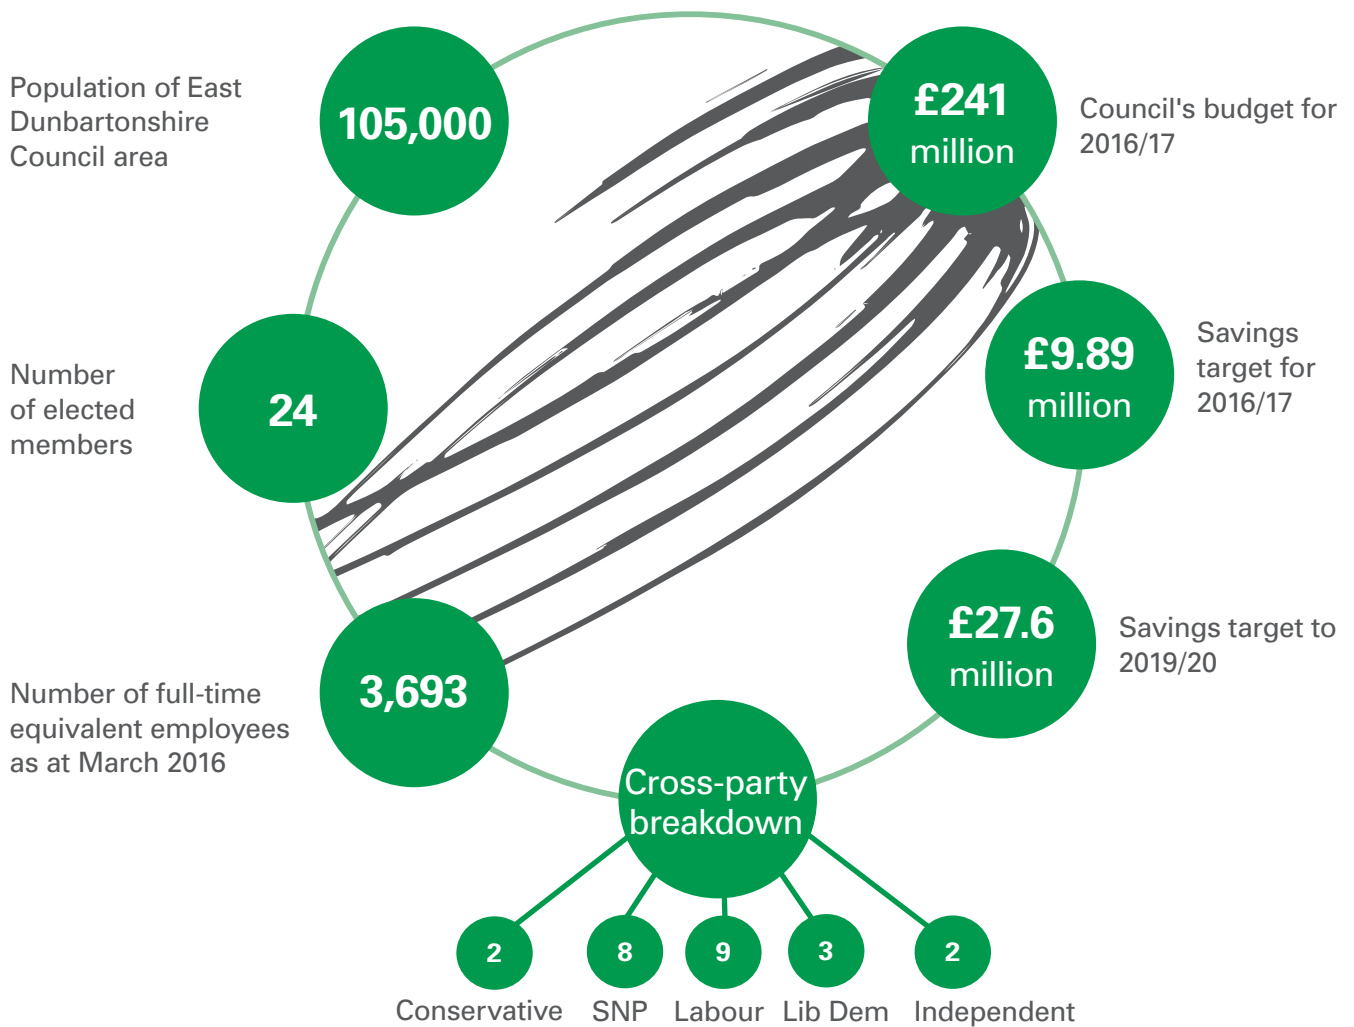 Population of East
Dunbartonshire
Council area
105,000
£241
million
Council's budget for
2016/17
Number
of elected
members
24
£9.89
million
Savings
target for
2016/17
Number of full-time
equivalent employees
as at March 2016
3,693
£27.6
million
Savings target to
2019/20
Cross-party
breakdown
2
8
9
3
2
Conservative
SNP
Labour
Lib Dem
Independent